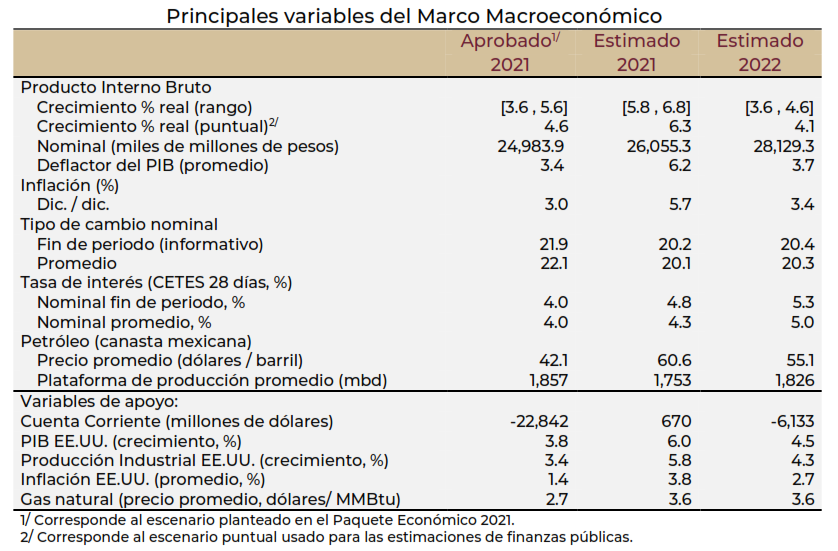 Principales variables del Marco Macroeconómico
Aprobado1/ Estimado Estimado
2021 2021 2022
Producto Interno Bruto
Crecimiento % real (rango) [3.6 , 5.6] [5.8 , 6.8] [3.6 , 4.6]
Crecimiento % real (puntual)2/ 4.6 6.3 4.1
Nominal (miles de millones de pesos) 24,983.9 26,055.3 28,129.3
Deflactor del PIB (promedio) 3.4 6.2 3.7
Inflación (%)
Dic. / dic. 3.0 5.7 3.4
Tipo de cambio nominal
Fin de periodo (informativo) 21.9 20.2 20.4
Promedio 22.1 20.1 20.3
Tasa de interés (CETES 28 días, %)
Nominal fin de periodo, % 4.0 4.8 5.3
Nominal promedio, % 4.0 4.3 5.0
Petróleo (canasta mexicana)
Precio promedio (dólares / barril) 42.1 60.6 55.1
Plataforma de producción promedio (mbd) 1,857 1,753 1,826
Variables de apoyo:
Cuenta Corriente (millones de dólares) -22,842 670 -6,133
PIB EE.UU. (crecimiento, %) 3.8 6.0 4.5
Producción Industrial EE.UU. (crecimiento, %) 3.4 5.8 4.3
Inflación EE.UU. (promedio, %) 1.4 3.8 2.7
Gas natural (precio promedio, dólares/ MMBtu) 2.7 3.6 3.6
1/ Corresponde al escenario planteado en el Paquete Económico 2021.
2/ Corresponde al escenario puntual usado para las estimaciones de finanzas públicas.